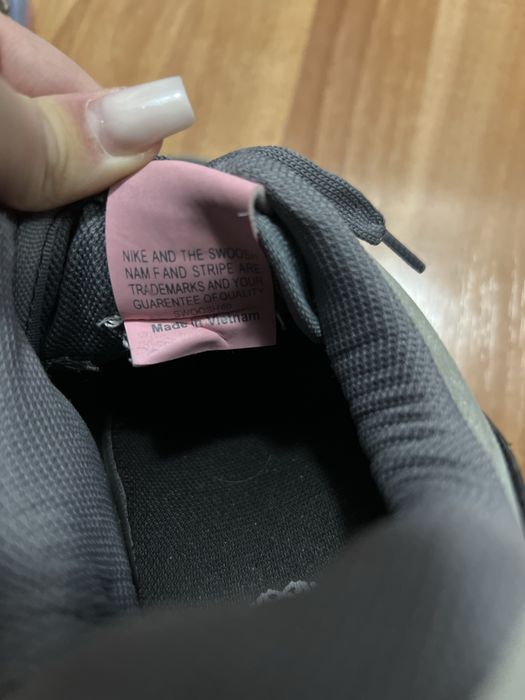 NIKE AND THE SWOOSH
NAM F AND STRIPE ARE
TRADEMARKS AND YOUR
GUARENTEE OF QUALITY
Made in Vietnam